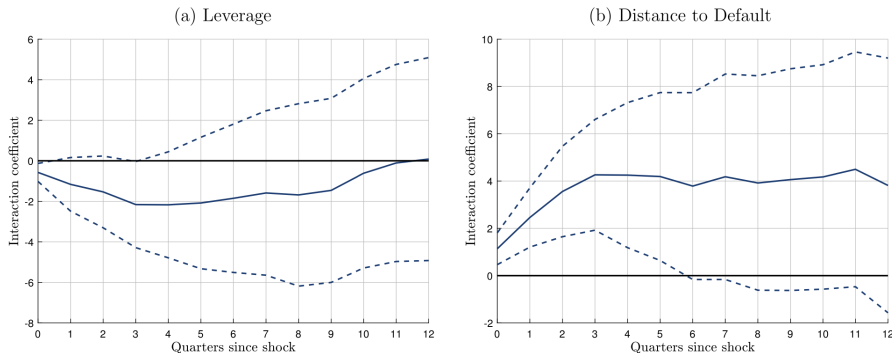 (a) Leverage
Interaction coefficient
6
4
2
0
-2
-4
-6
-8
0 1 2 3 4 5 6 7 8 9 10 11 12
Quarters since shock
(b) Distance to Default
Interaction coefficient
10
8
6
4
2
0
-2
0 1 2 3 4 5 6 7 8 9 10 11 12
Quarters since shock